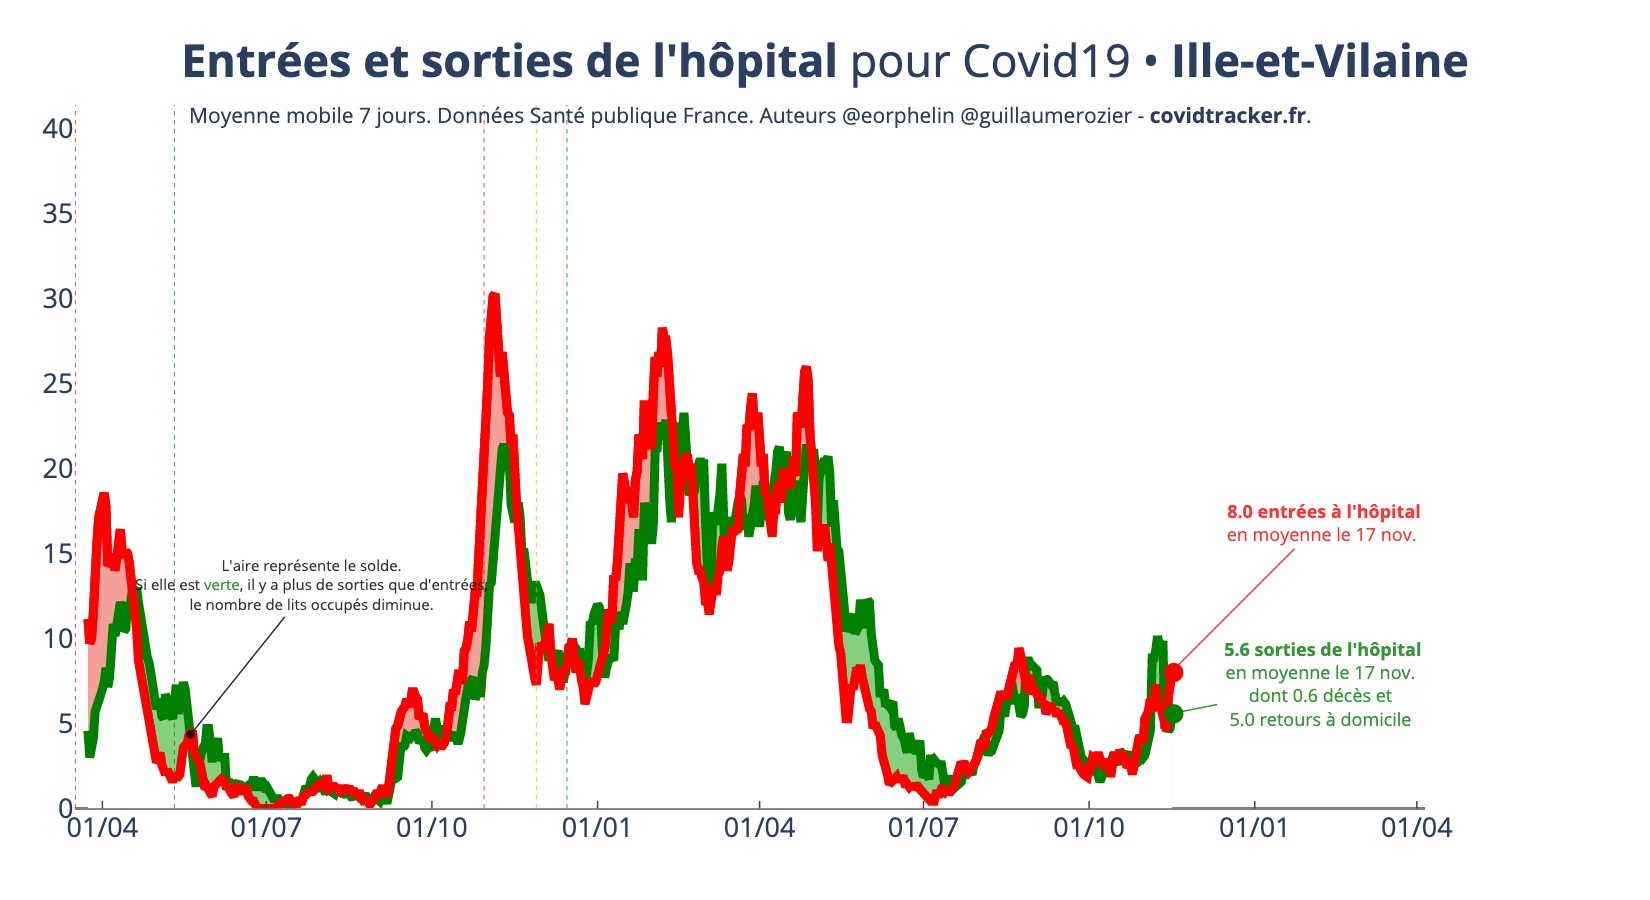 Entrées et sorties de l'hôpital pour Covid19 • Ille-et-Vilaine
Moyenne mobile 7 jours. Données Santé publique France. Auteurs @eorphelin @guillaumerozier - covidtracker.fr.
40
35
30
25
20
15
10
5
0
L'aire représente le solde.
Si elle est verte, il y a plus de sorties que d'entrées,
le nombre de lits occupés diminue.
8.0 entrées à l'hôpital
en moyenne le 17 nov.
5.6 sorties de l'hôpital
en moyenne le 17 nov.
dont 0.6 décès et
5.0 retours à domicile
01/04 01/07 01/10 01/01 01/04 01/07 01/10 01/01 01/04